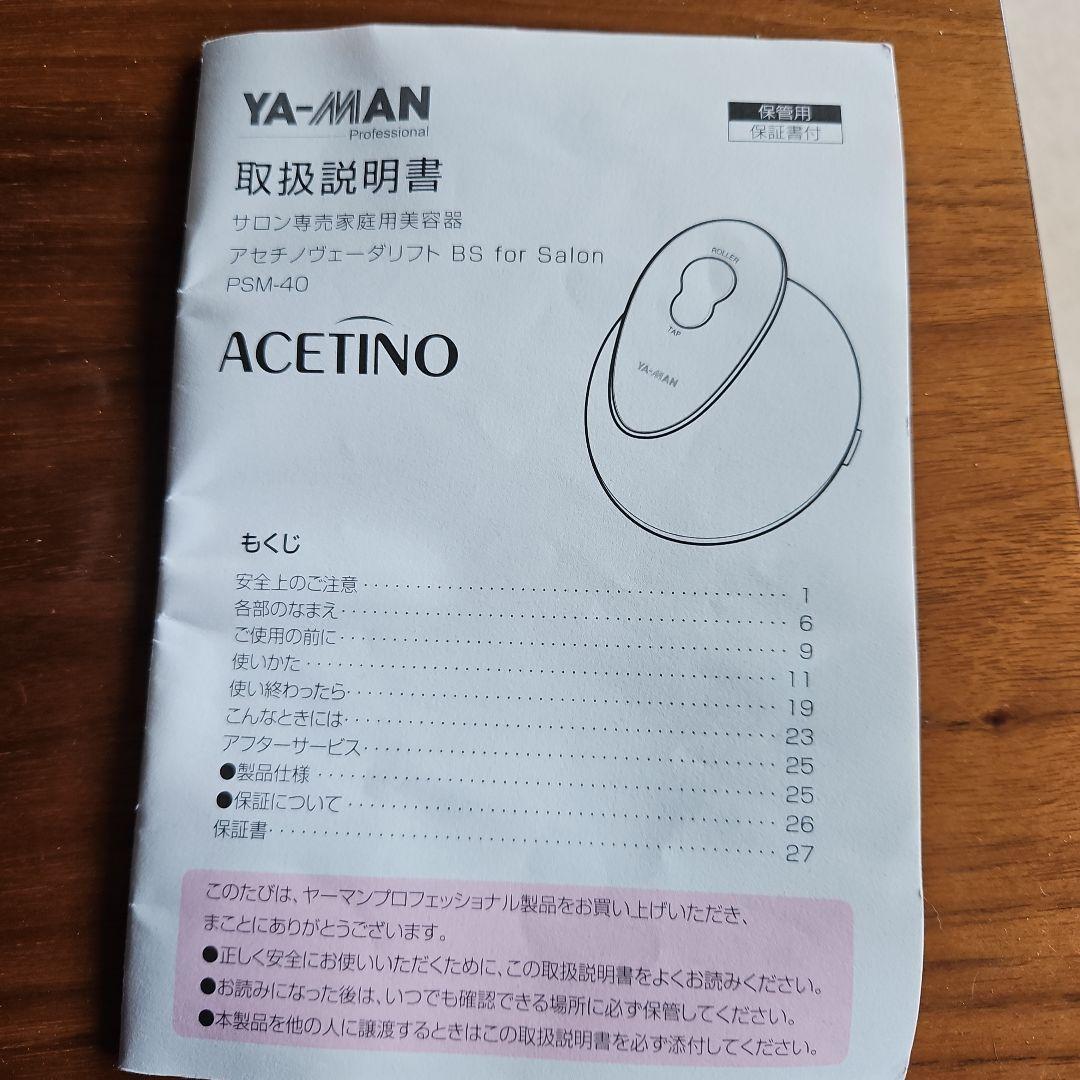 YA-MAN
Professional
保管用
保証書付
取扱説明書
サロン専売家庭用美容器
アセチノヴェーダリフト BS for Salon
PSM-40
ACETINO
ROLLER
TAP
YA-MAN
もくじ
安全上のご注意 1
各部のなまえ 6
ご使用の前に 9
使いかた 11
使い終わったら 19
こんなときには 23
アフターサービス 25
●製品仕様 25
●保証について 26
保証書 27
このたびは、ヤーマンプロフェッショナル製品をお買い上げいただき、
まことにありがとうございます。
●正しく安全にお使いいただくために、この取扱説明書をよくお読みください。
●お読みになった後は、いつでも確認できる場所に必ず保管してください。
●本製品を他の人に譲渡するときはこの取扱説明書を必ず添付してください。